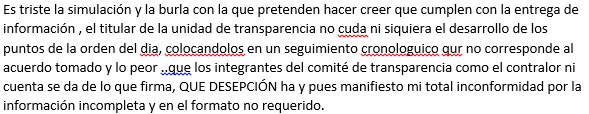 Es triste la simulación y la burla con la que pretenden hacer creer que cumplen con la entrega de
información , el titular de la unidad de transparencia no cuda ni siquiera el desarrollo de los
puntos de la orden del dia, colocandolos en un seguimiento cronologuico qur no corresponde al
acuerdo tomado y lo peor ..que los integrantes del comité de transparencia como el contralor ni
cuenta se da de lo que firma, QUE DESEPCIÓN ha y pues manifiesto mi total inconformidad por la
información incompleta y en el formato no requerido.